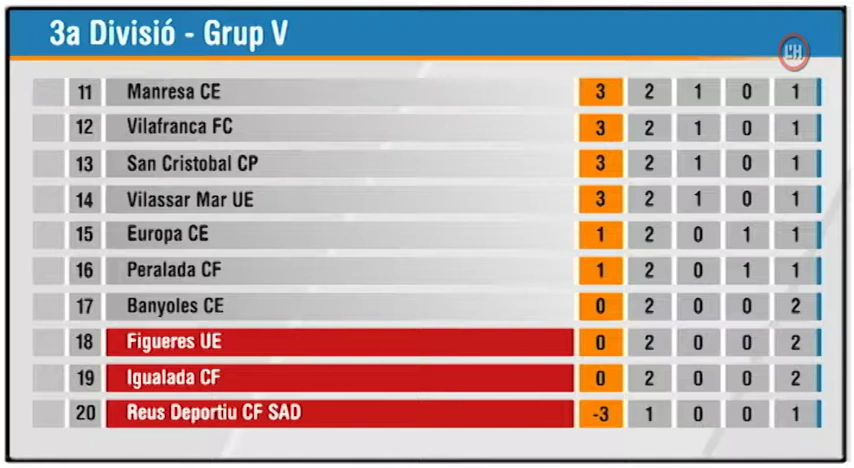 3a Divisió - Grup V
L'H
11 Manresa CE 3 2 1 0 1
12 Vilafranca FC 3 2 1 0 1
13 San Cristobal CP 3 2 1 0 1
14 Vilassar Mar UE 3 2 1 0 1
15 Europa CE 1 2 0 1 1
16 Peralada CF 1 2 0 1 1
17 Banyoles CE 0 2 0 0 2
18 Figueres UE 0 2 0 0 2
19 Igualada CF 0 2 0 0 2
20 Reus Deportiu CF SAD -3 1 0 0 1